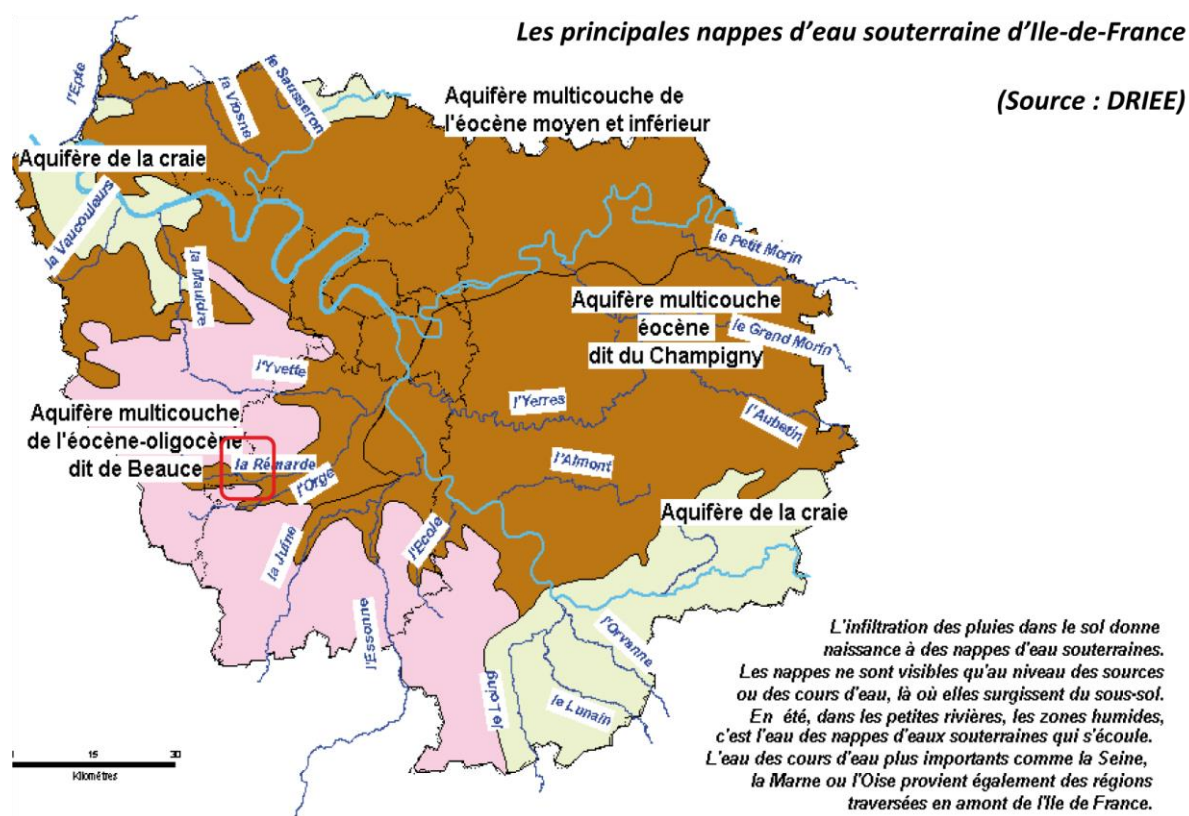 Les principales nappes d'eau souterraine d'Ile-de-France
(Source : DRIEE)
l'Epte
la Viosne
le Sausseron
Aquifère multicouche de
l'éocène moyen et inférieur
Aquifère de la craie
la Vaucouleurs
la Mauldre
le Petit Morin
Aquifère multicouche
éocène
dit du Champigny
le Grand Morin
l'Yvette
l'Yerres
l'Aubetin
Aquifère multicouche
de l'éocène-oligocène
dit de Beauce
la Rémarde
l'Orge
l'Almont
Aquifère de la craie
la Juine
l'Ecole
l'Essonne
le Loing
l'Orvanne
le Lunain
L'infiltration des pluies dans le sol donne
naissance à des nappes d'eau souterraines.
Les nappes ne sont visibles qu'au niveau des sources
ou des cours d'eau, là où elles surgissent du sous-sol.
En été, dans les petites rivières, les zones humides,
c'est l'eau des nappes d'eaux souterraines qui s'écoule.
L'eau des cours d'eau plus importants comme la Seine,
la Marne ou l'Oise provient également des régions
traversées en amont de l'Ile de France.
0 15 30
Kilomètres